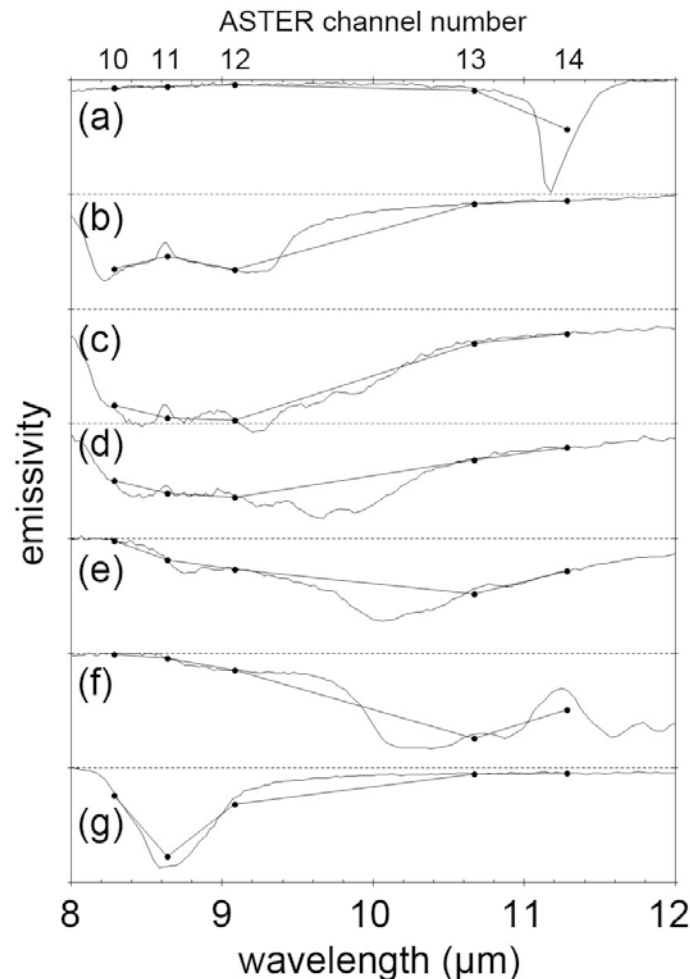 ASTER channel number
10 11 12 13 14
(a)
(b)
(c)
(d)
(e)
(f)
(g)
emissivity
8 9 10 11 12
wavelength (μm)